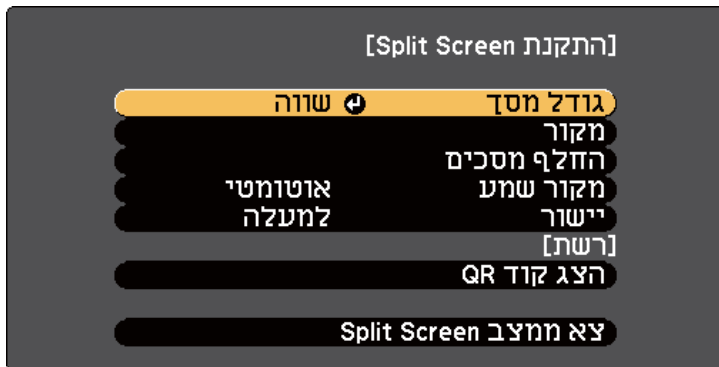 [התקנת Split Screen]
גודל מסך שווה
מקור
החלף מסכים
מקור שמע אוטומטי
יישור למעלה
[רשת]
הצג קוד QR
צא ממצב Split Screen